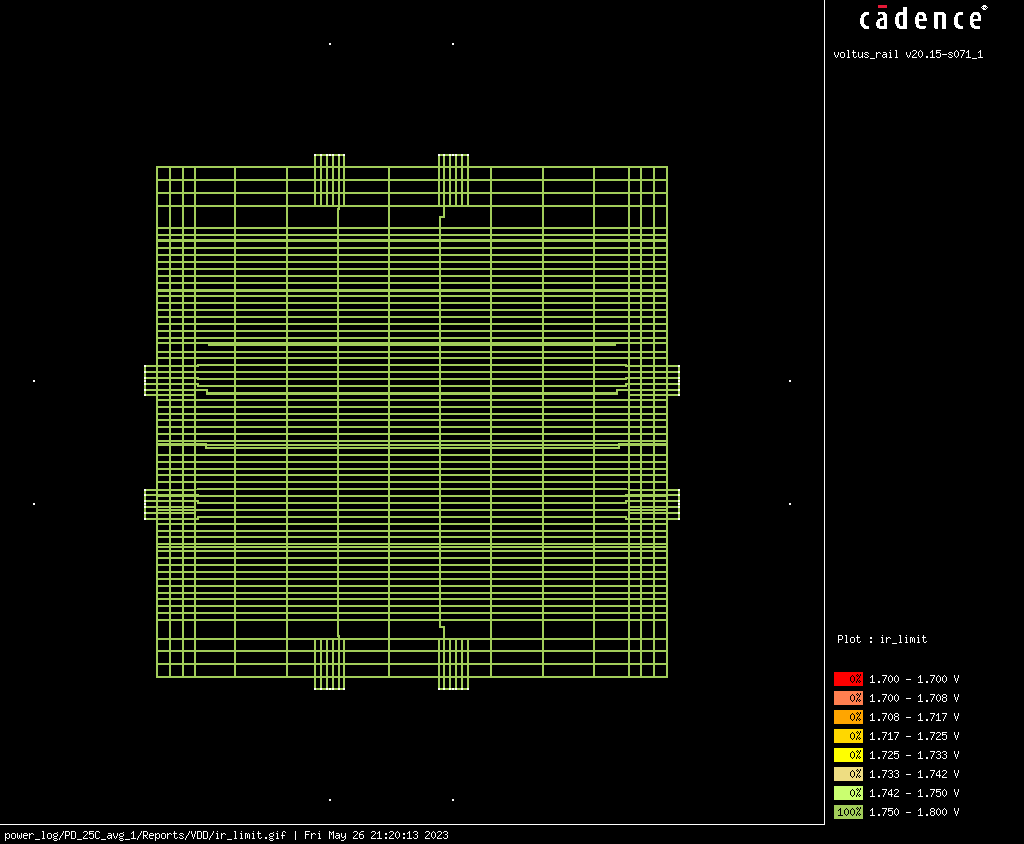 cādence®
voltus_rail v20.15-s071_1
Plot : ir_limit
0% 1.700 - 1.700 V
0% 1.700 - 1.708 V
0% 1.708 - 1.717 V
0% 1.717 - 1.725 V
0% 1.725 - 1.733 V
0% 1.733 - 1.742 V
0% 1.742 - 1.750 V
100% 1.750 - 1.800 V
power_log/PD_25C_avg_1/Reports/VDD/ir_limit.gif | Fri May 26 21:20:13 2023